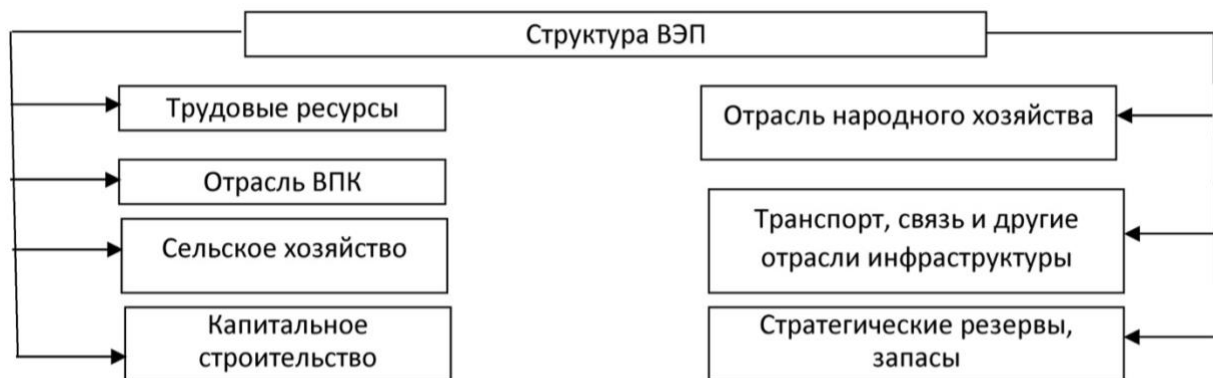 Структура ВЭП
Трудовые ресурсы
Отрасль ВПК
Сельское хозяйство
Капитальное
строительство
Отрасль народного хозяйства
Транспорт, связь и другие
отрасли инфраструктуры
Стратегические резервы,
запасы